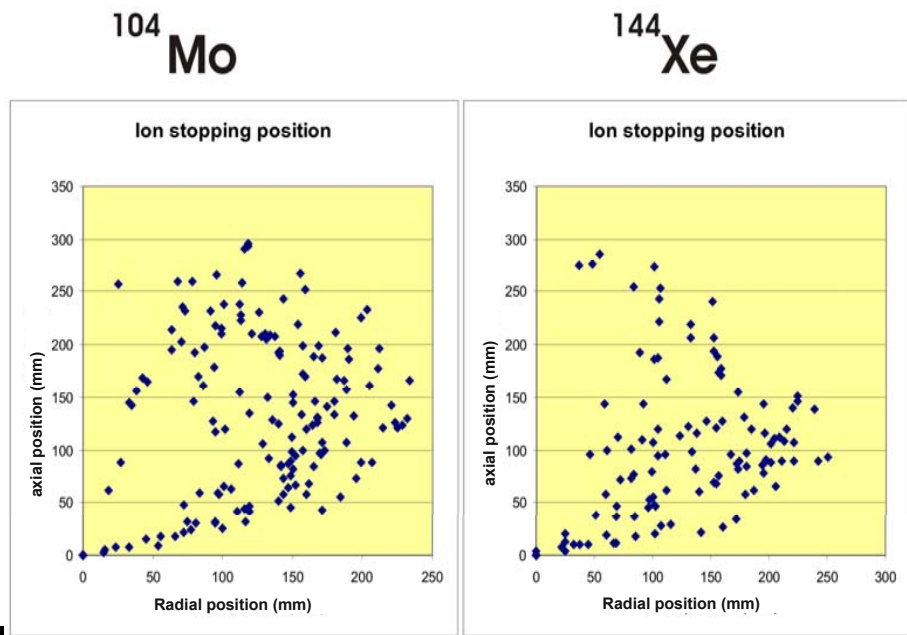 104Mo
144Xe
Ion stopping position
350
300
250
200
150
100
50
0
axial position (mm)
0 50 100 150 200 250
Radial position (mm)
Ion stopping position
350
300
250
200
150
100
50
0
axial position (mm)
0 50 100 150 200 250 300
Radial position (mm)